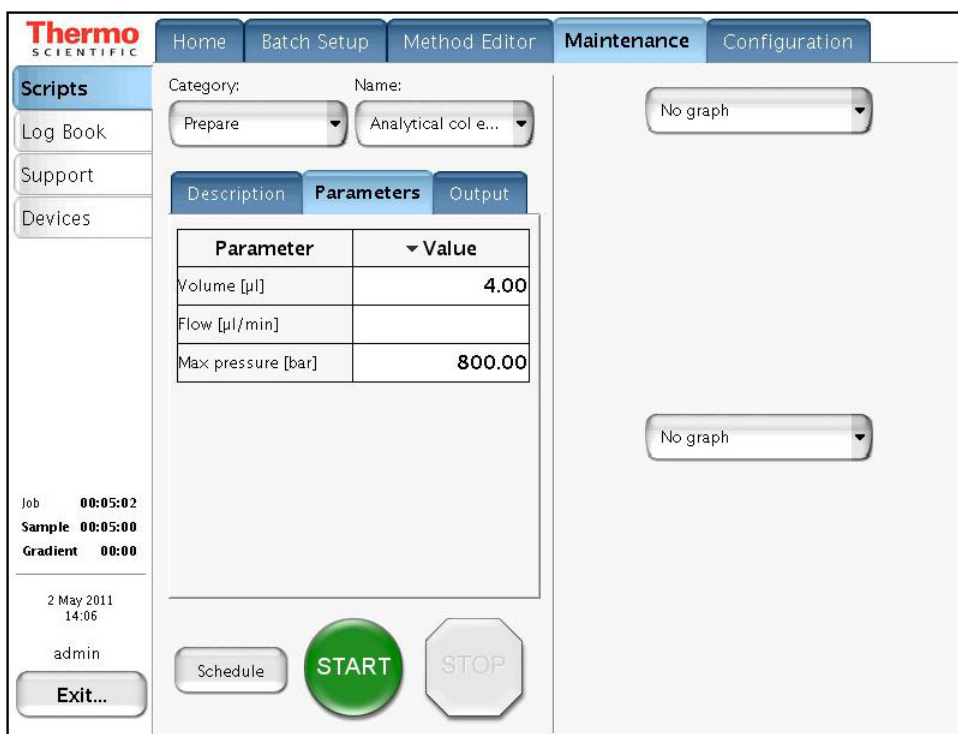 Thermo
SCIENTIFIC
Home
Batch Setup
Method Editor
Maintenance
Configuration
Scripts
Log Book
Support
Devices
Category:
Name:
Prepare
Analytical col e...
No graph
Description
Parameters
Output
Parameter
Value
Volume [µl]
4.00
Flow [µl/min]
Max pressure [bar]
800.00
No graph
Job 00:05:02
Sample 00:05:00
Gradient 00:00
2 May 2011
14:06
admin
Exit...
Schedule
START
STOP